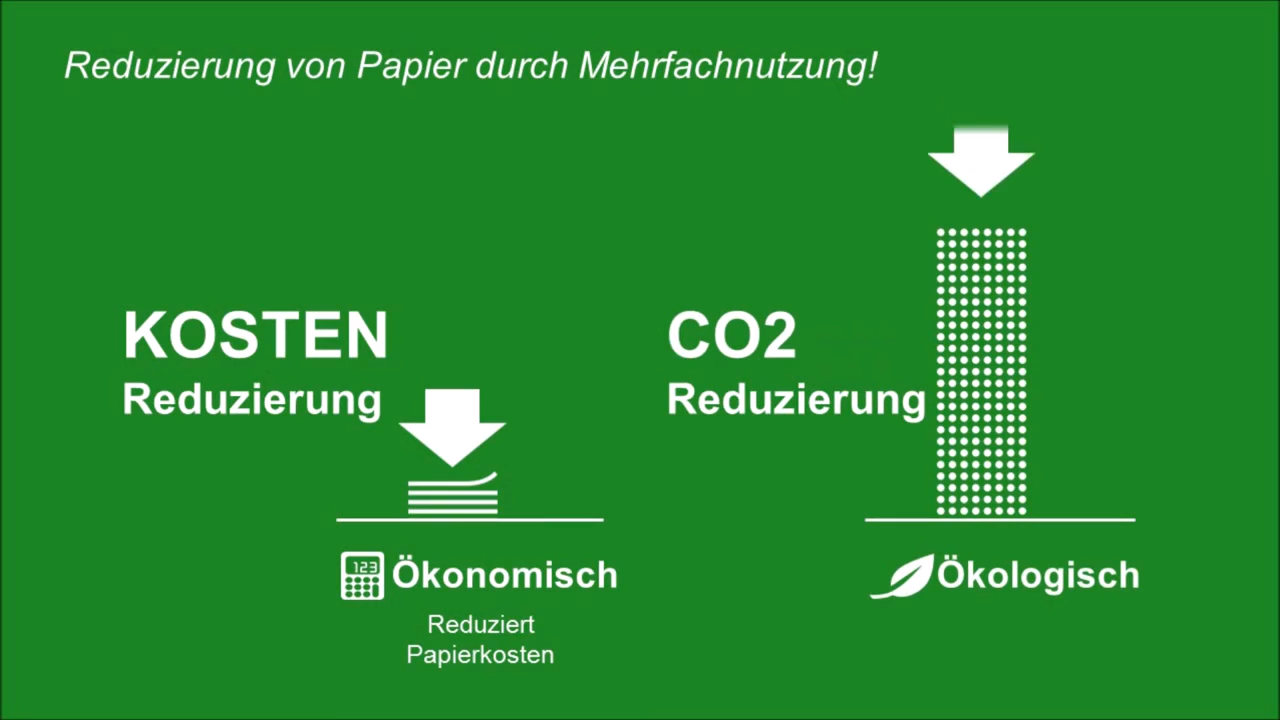 Reduzierung von Papier durch Mehrfachnutzung!
KOSTEN
Reduzierung
CO2
Reduzierung
123
Ökonomisch
Reduziert
Papierkosten
Ökologisch